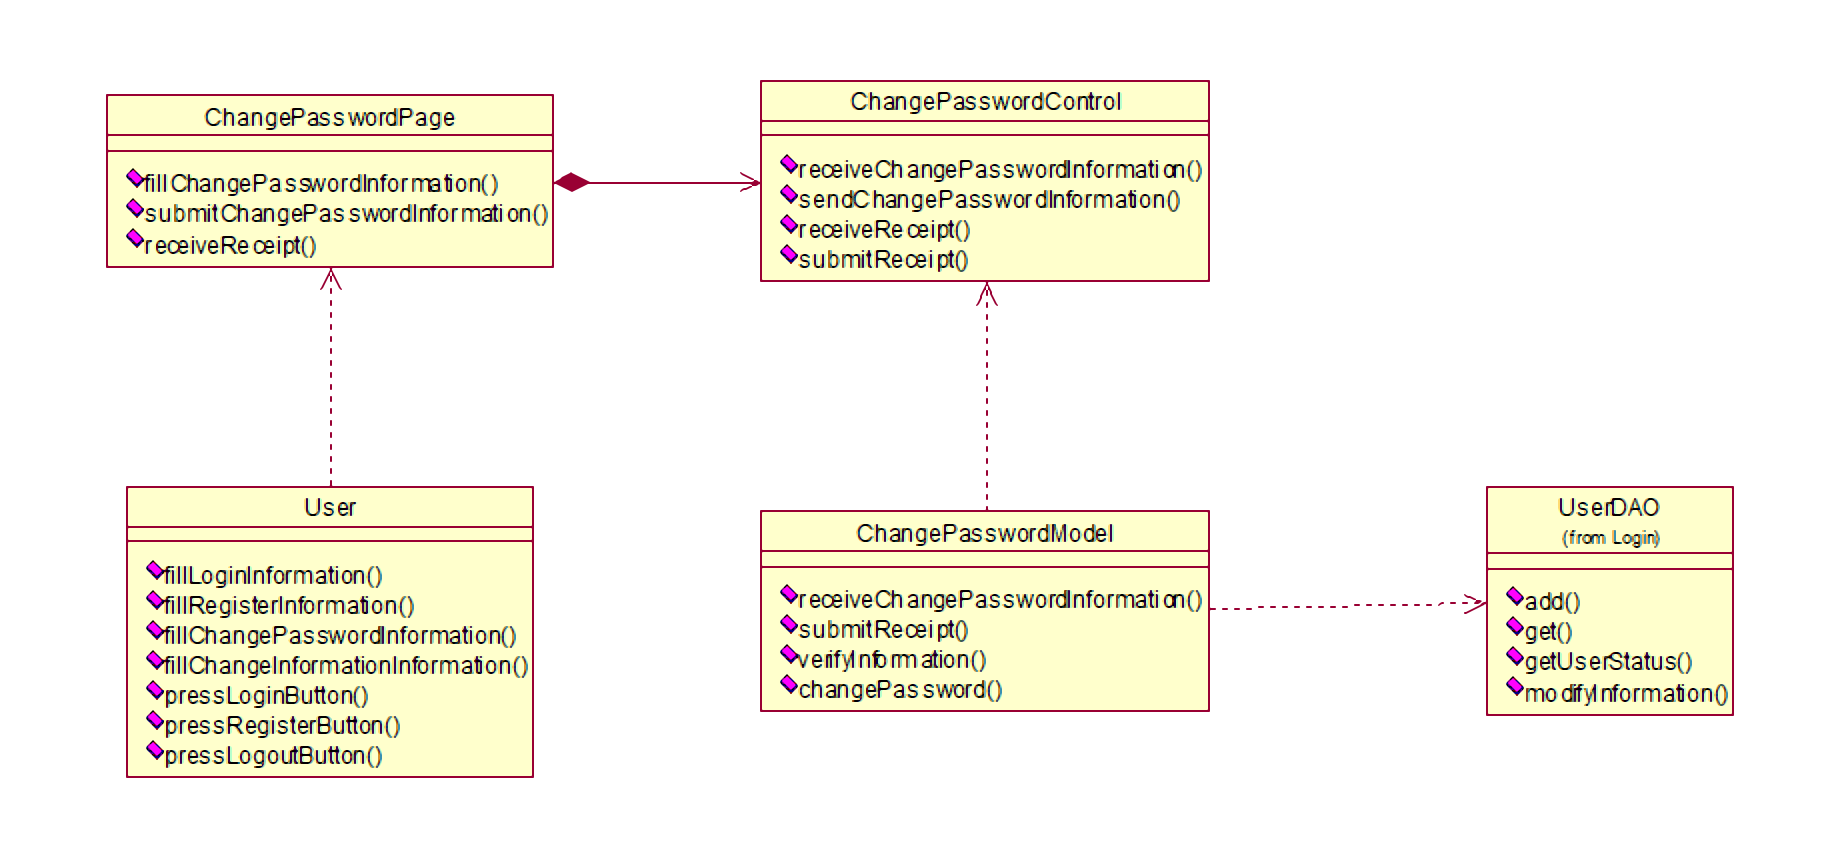 ChangePasswordPage
fillChangePasswordInformation()
submitChangePasswordInformation()
receiveReceipt()
ChangePasswordControl
receiveChangePasswordInformation()
sendChangePasswordInformation()
receiveReceipt()
submitReceipt()
User
fillLoginInformation()
fillRegisterInformation()
fillChangePasswordInformation()
fillChangeInformationInformation()
pressLoginButton()
pressRegisterButton()
pressLogoutButton()
ChangePasswordModel
receiveChangePasswordInformation()
submitReceipt()
verifyInformation()
changePassword()
UserDAO
(from Login)
add()
get()
getUserStatus()
modifyInformation()